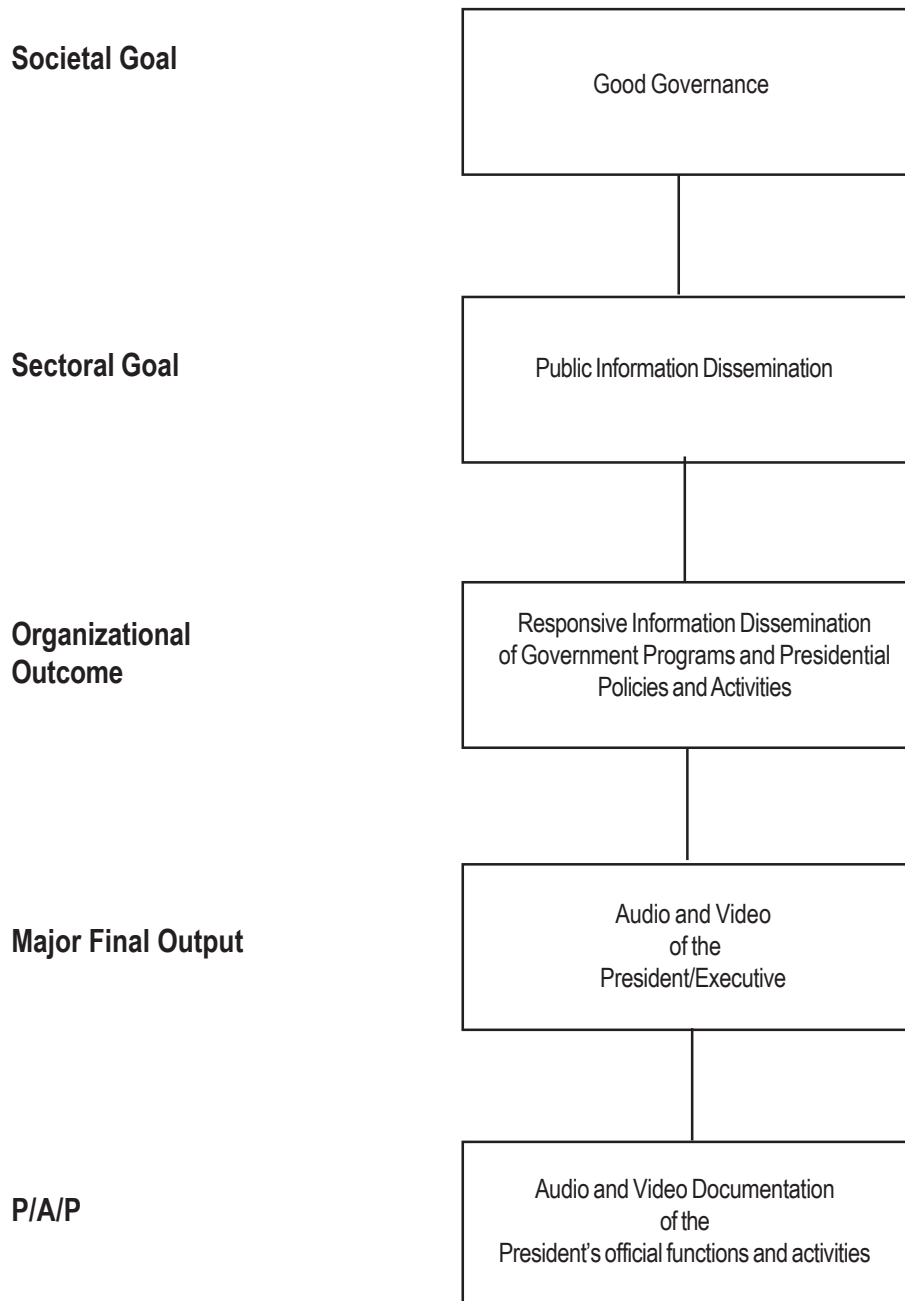 Societal Goal
Good Governance
Sectoral Goal
Public Information Dissemination
Organizational
Outcome
Responsive Information Dissemination
of Government Programs and Presidential
Policies and Activities
Major Final Output
Audio and Video
of the
President/Executive
P/A/P
Audio and Video Documentation
of the
President's official functions and activities